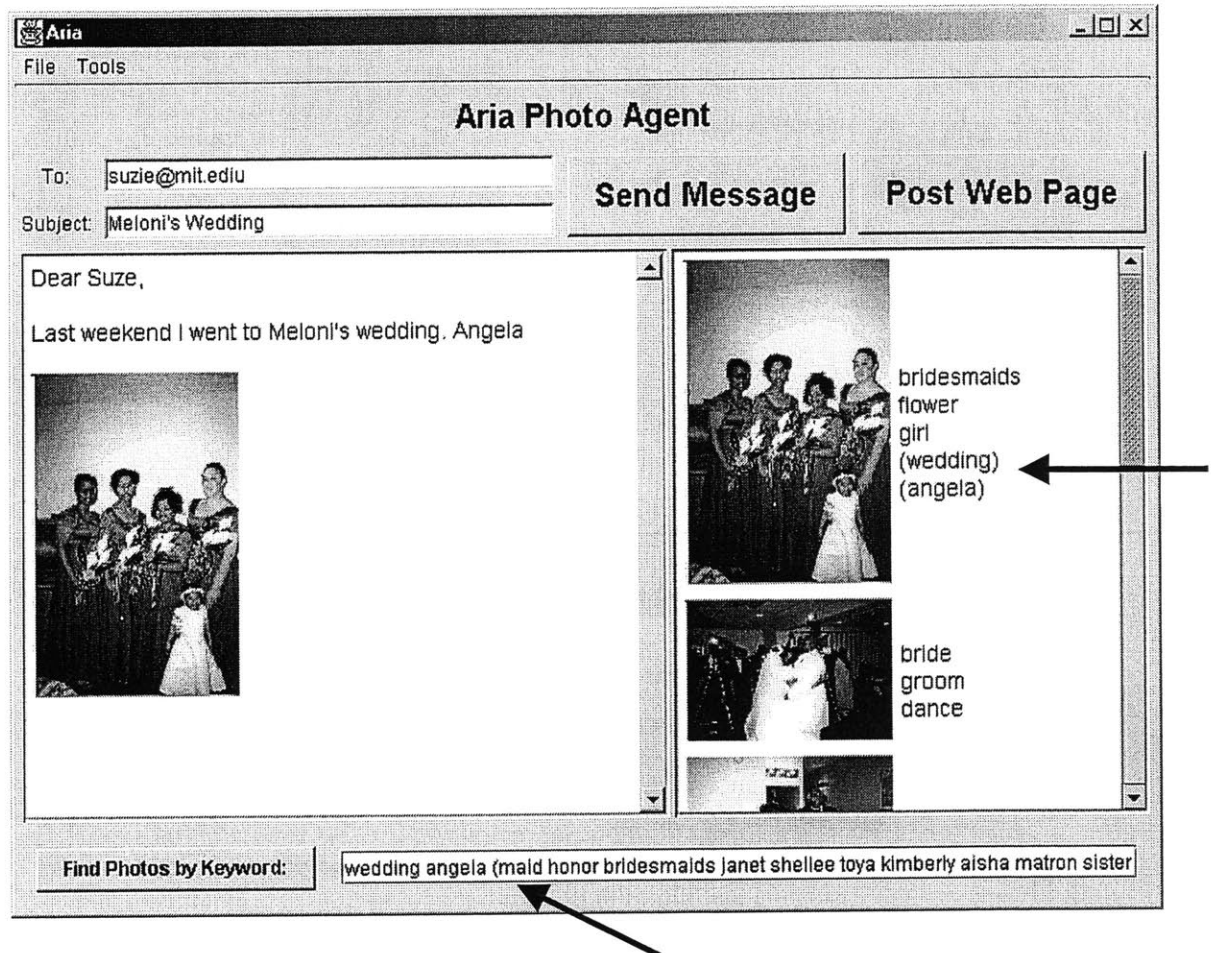 Aria
File Tools
Aria Photo Agent
To: suzie@mit.ediu
Send Message
Post Web Page
Subject: Meloni's Wedding
Dear Suze,
Last weekend I went to Meloni's wedding. Angela
bridesmaids
flower
girl
(wedding)
(angela)
bride
groom
dance
Find Photos by Keyword: wedding angela (maid honor bridesmaids janet shellee toya kimberly aisha matron sister